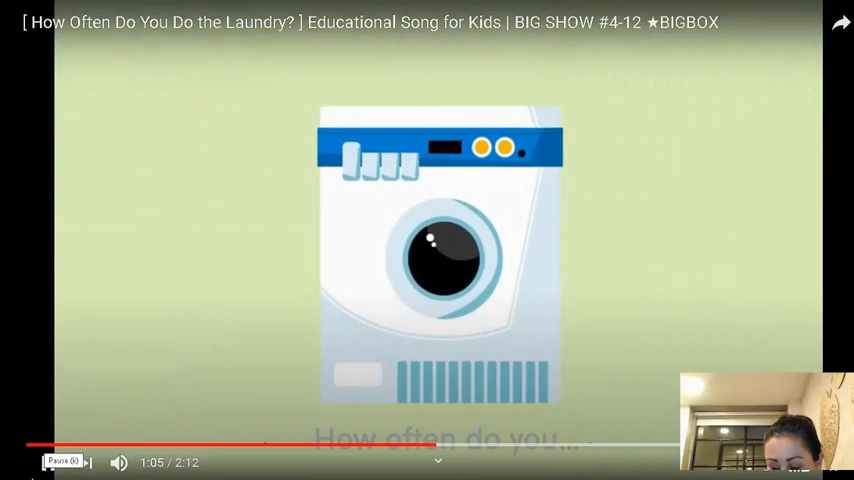 [ How Often Do You Do the Laundry? ] Educational Song for Kids | BIG SHOW #4-12 ★BIGBOX
How often do you...
Pausa (k)
1:05 / 2:12